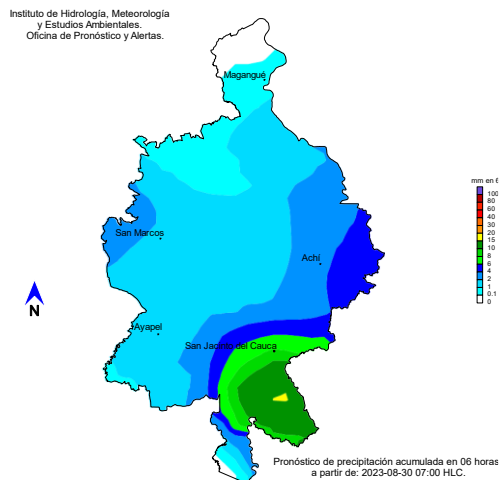 Instituto de Hidrología, Meteorología
y Estudios Ambientales.
Oficina de Pronóstico y Alertas.
Magangué
San Marcos
Achí
Ayapel
San Jacinto del Cauca
N
mm en 6
100
80
60
40
30
20
15
10
8
6
4
2
1
0.1
0
Pronóstico de precipitación acumulada en 06 horas
a partir de: 2023-08-30 07:00 HLC.